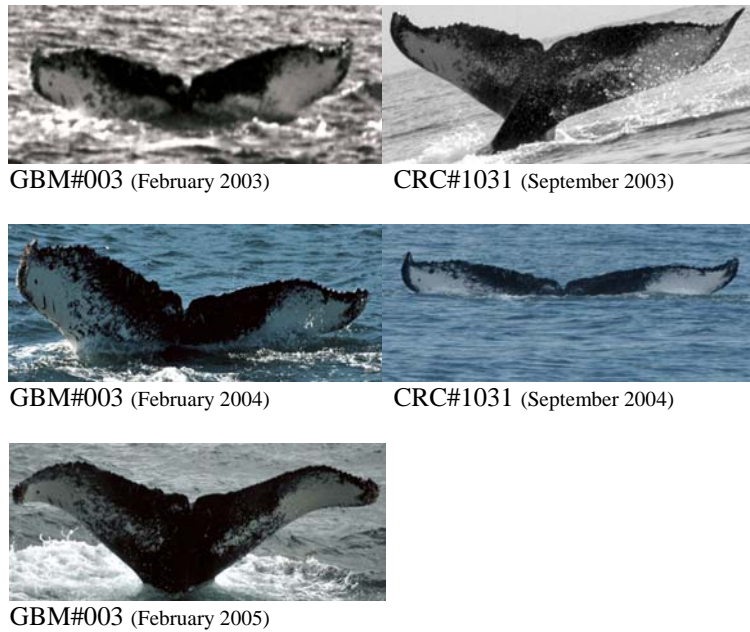 GBM#003 (February 2003)
CRC#1031 (September 2003)
GBM#003 (February 2004)
CRC#1031 (September 2004)
GBM#003 (February 2005)